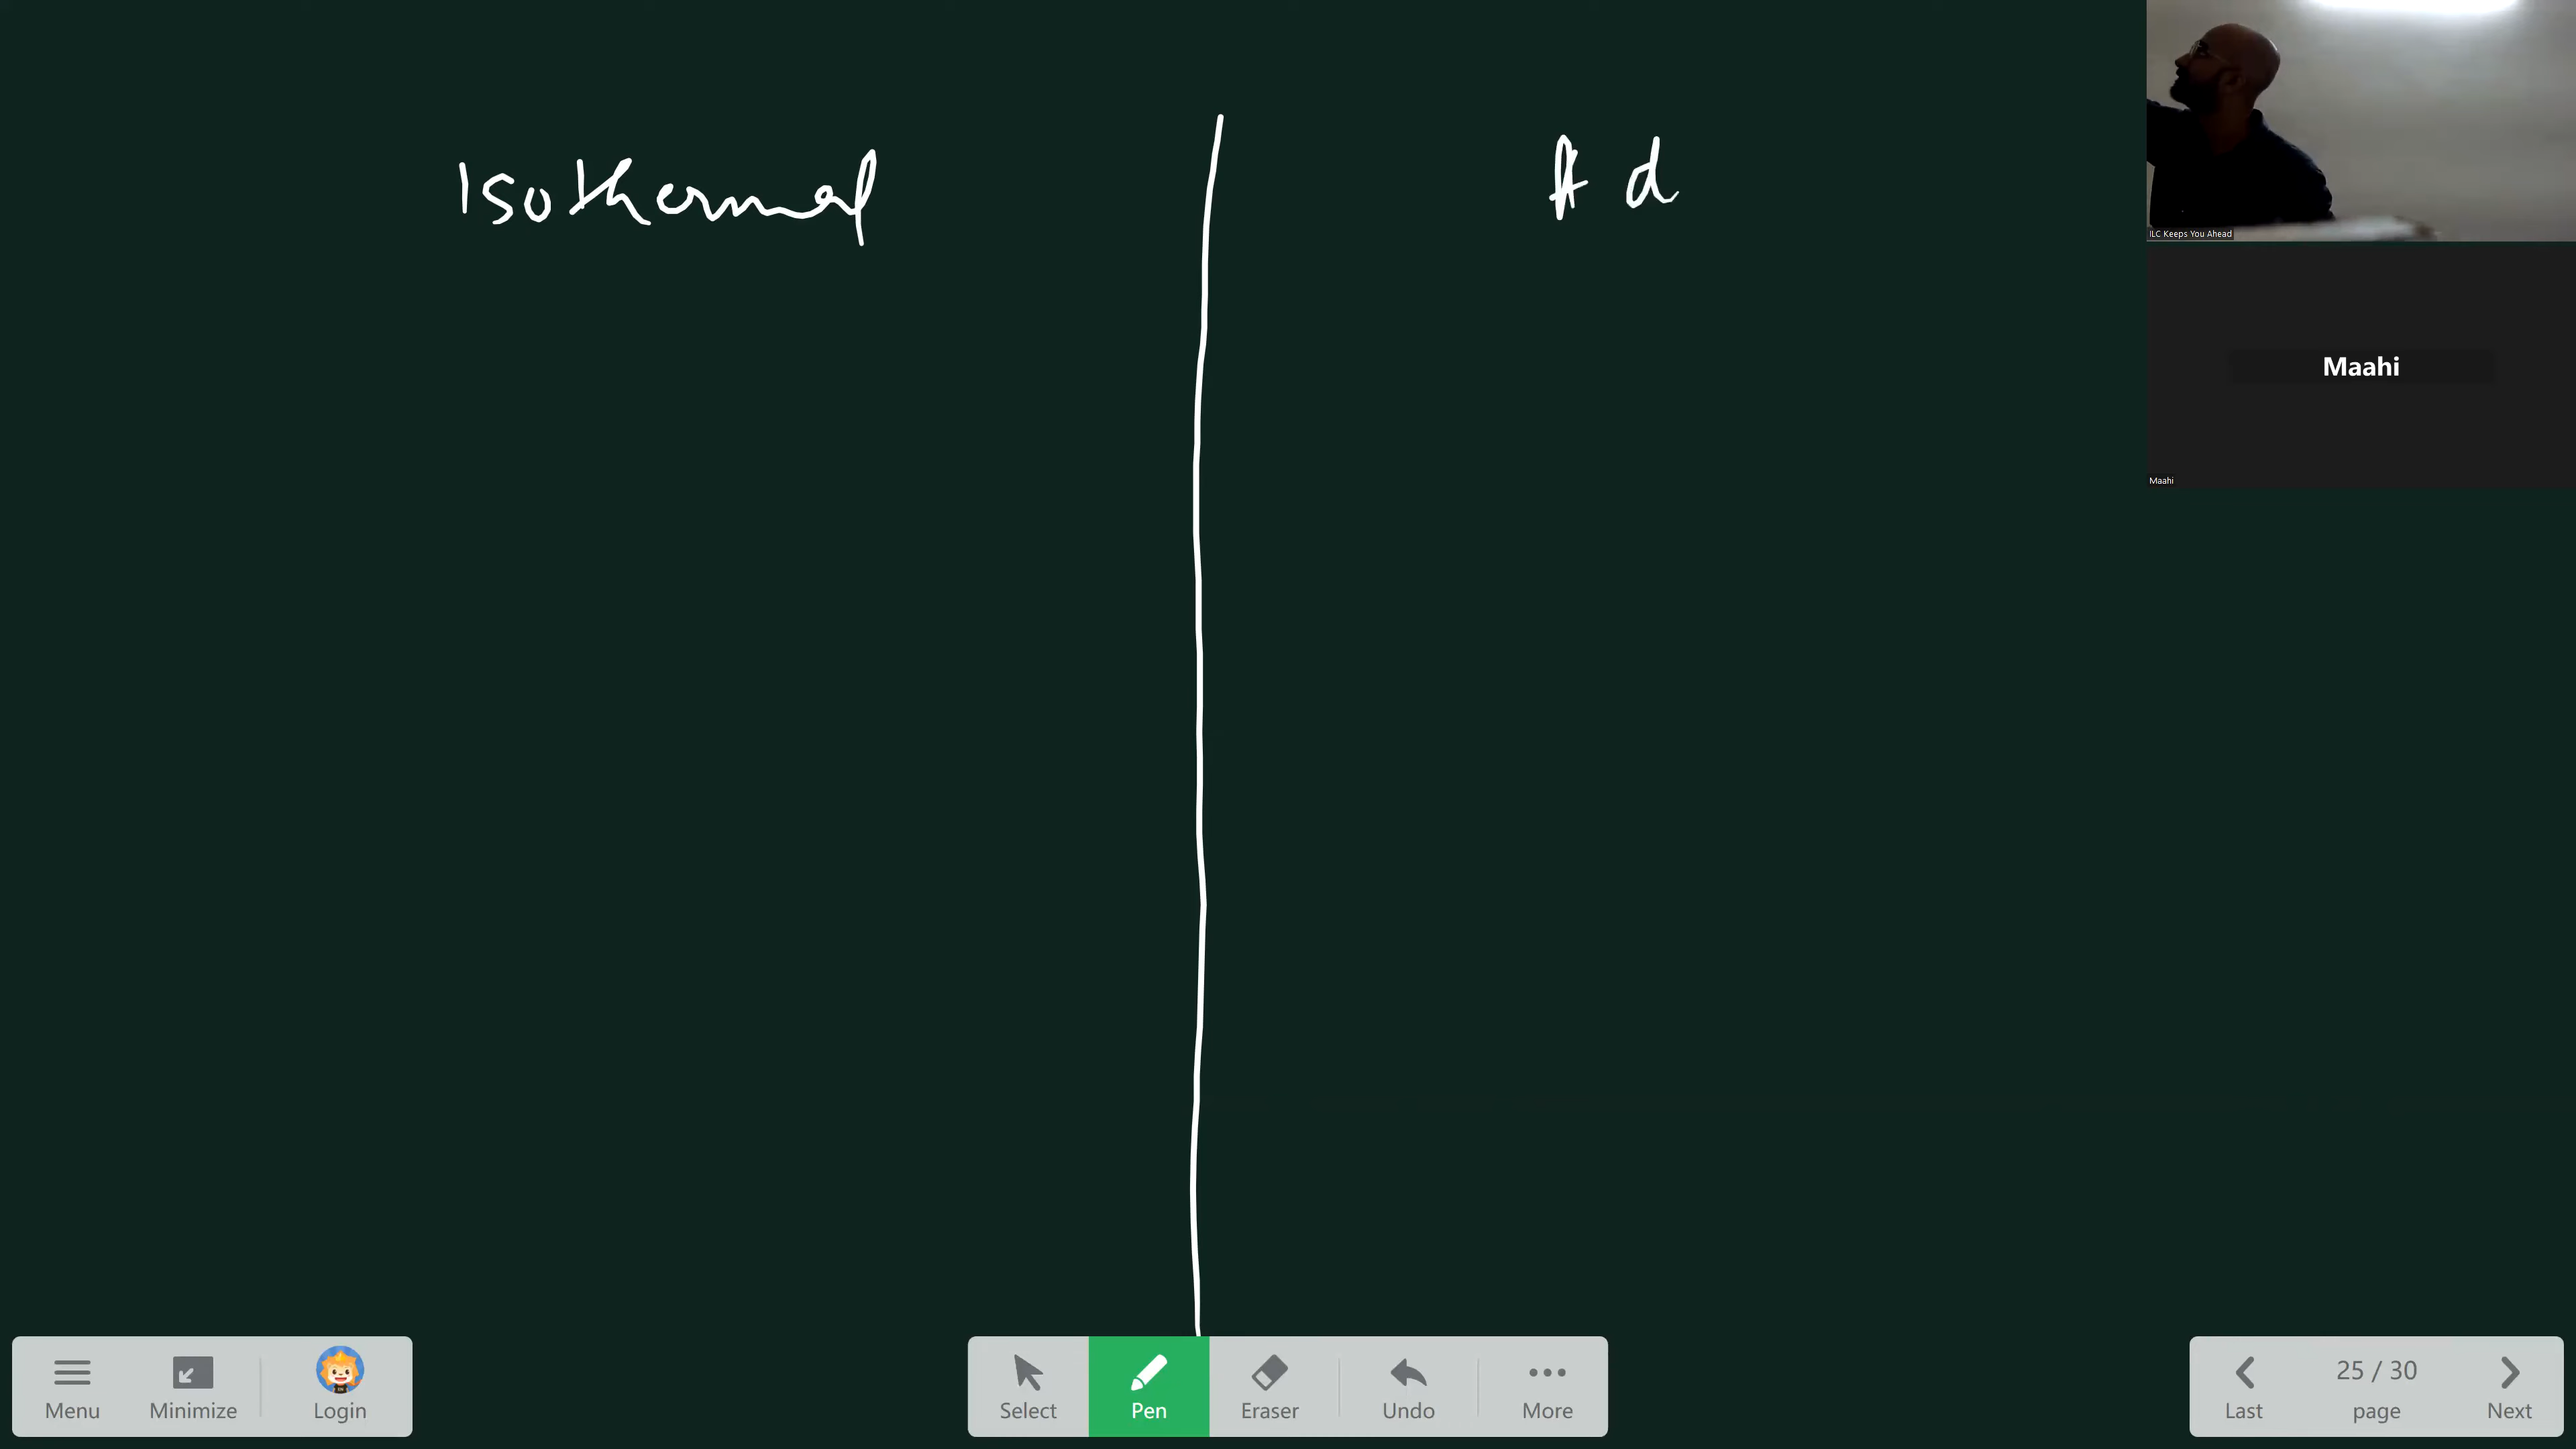 Isothermal
Ad
ILC Keeps You Ahead
Maahi
Maahi
Menu
Minimize
Login
Select
Pen
Eraser
Undo
More
Last
25 / 30
page
Next